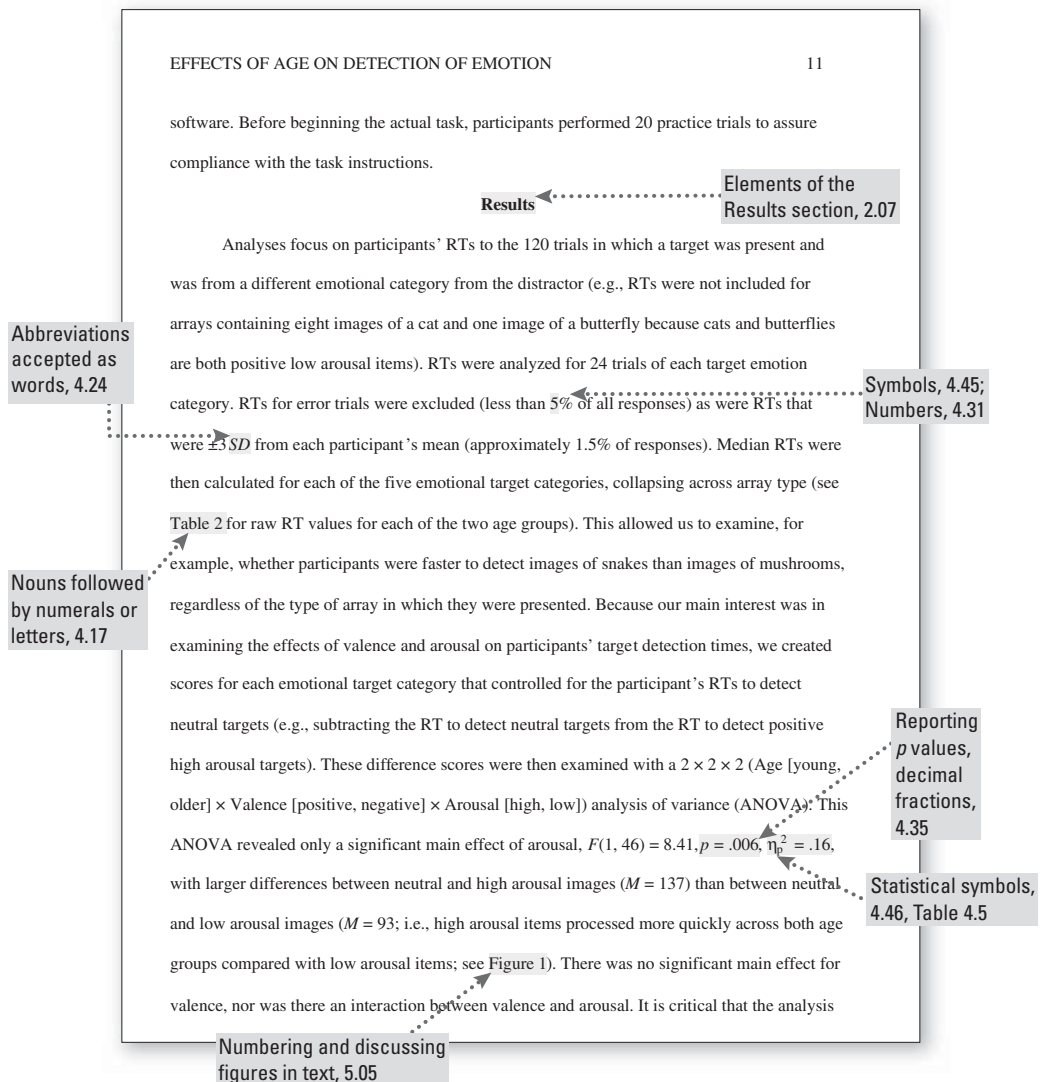 EFFECTS OF AGE ON DETECTION OF EMOTION 11
software. Before beginning the actual task, participants performed 20 practice trials to assure
compliance with the task instructions.
Results
Elements of the
Results section, 2.07
Analyses focus on participants’ RTs to the 120 trials in which a target was present and
was from a different emotional category from the distractor (e.g., RTs were not included for
arrays containing eight images of a cat and one image of a butterfly because cats and butterflies
are both positive low arousal items). RTs were analyzed for 24 trials of each target emotion
category. RTs for error trials were excluded (less than 5% of all responses) as were RTs that
were ±3 SD from each participant’s mean (approximately 1.5% of responses). Median RTs were
then calculated for each of the five emotional target categories, collapsing across array type (see
Table 2 for raw RT values for each of the two age groups). This allowed us to examine, for
example, whether participants were faster to detect images of snakes than images of mushrooms,
regardless of the type of array in which they were presented. Because our main interest was in
examining the effects of valence and arousal on participants’ target detection times, we created
scores for each emotional target category that controlled for the participant’s RTs to detect
neutral targets (e.g., subtracting the RT to detect neutral targets from the RT to detect positive
high arousal targets). These difference scores were then examined with a 2 × 2 × 2 (Age [young,
older] × Valence [positive, negative] × Arousal [high, low]) analysis of variance (ANOVA). This
ANOVA revealed only a significant main effect of arousal, F(1, 46) = 8.41, p = .006, ηp² = .16,
with larger differences between neutral and high arousal images (M = 137) than between neutral
and low arousal images (M = 93; i.e., high arousal items processed more quickly across both age
groups compared with low arousal items; see Figure 1). There was no significant main effect for
valence, nor was there an interaction between valence and arousal. It is critical that the analysis
Abbreviations
accepted as
words, 4.24
Symbols, 4.45;
Numbers, 4.31
Nouns followed
by numerals or
letters, 4.17
Reporting
p values,
decimal
fractions,
4.35
Statistical symbols,
4.46, Table 4.5
Numbering and discussing
figures in text, 5.05